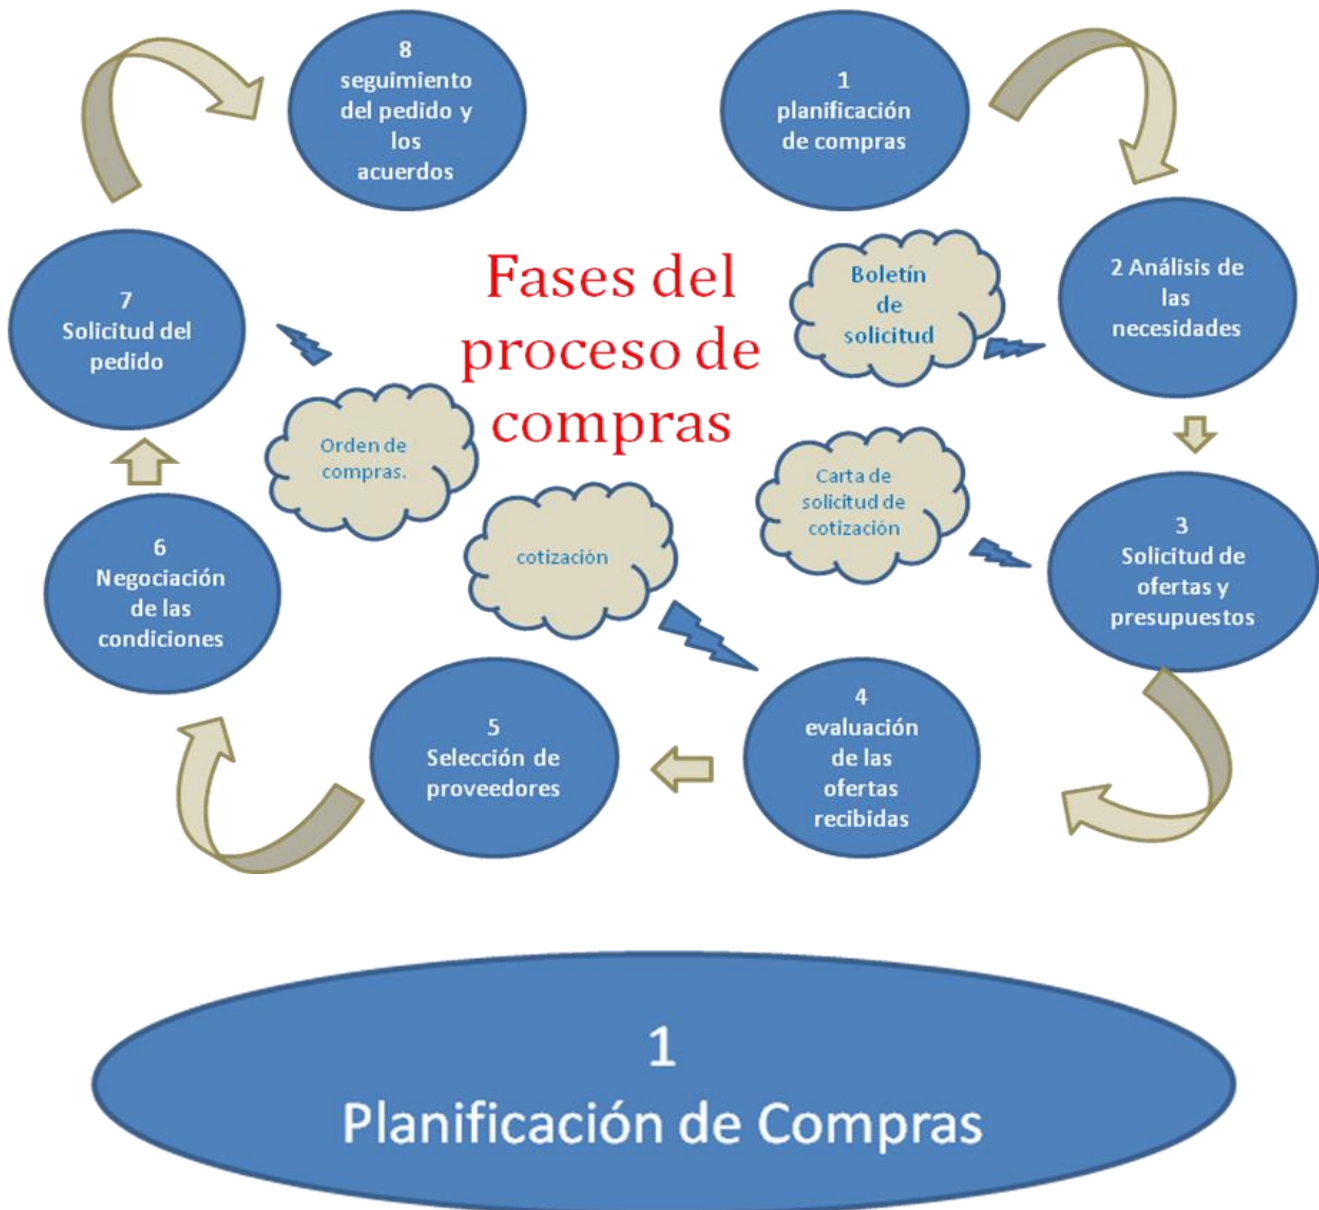 Fases del
proceso de
compras
1
planificación
de compras
Boletín
de
solicitud
2 Análisis de
las
necesidades
Carta de
solicitud de
cotización
3
Solicitud de
ofertas y
presupuestos
cotización
4
evaluación
de las
ofertas
recibidas
5
Selección de
proveedores
6
Negociación
de las
condiciones
Orden de
compras.
7
Solicitud del
pedido
8
seguimiento
del pedido y
los
acuerdos
1
Planificación de Compras